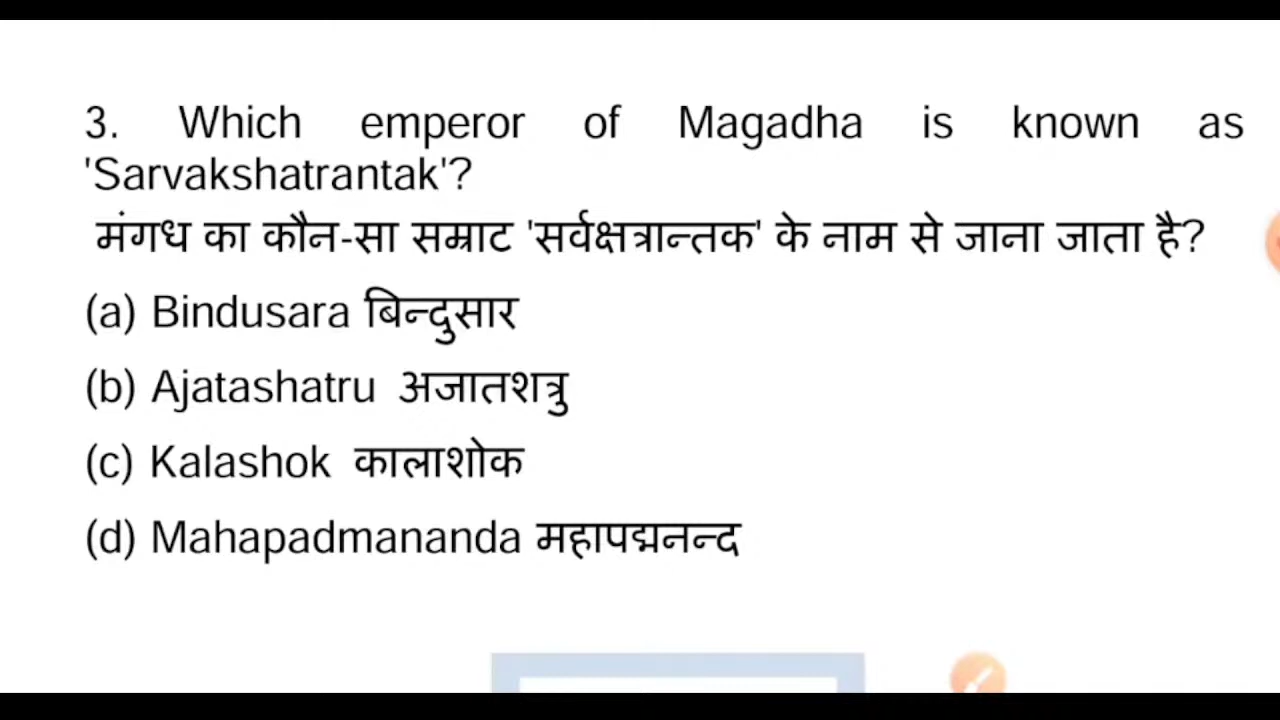 3. Which emperor of Magadha is known as
'Sarvakshatrantak'?
मंगध का कौन-सा सम्राट 'सर्वक्षत्रान्तक' के नाम से जाना जाता है?
(a) Bindusara बिन्दुसार
(b) Ajatashatru अजातशत्रु
(c) Kalashok कालाशोक
(d) Mahapadmananda महापद्मनन्द